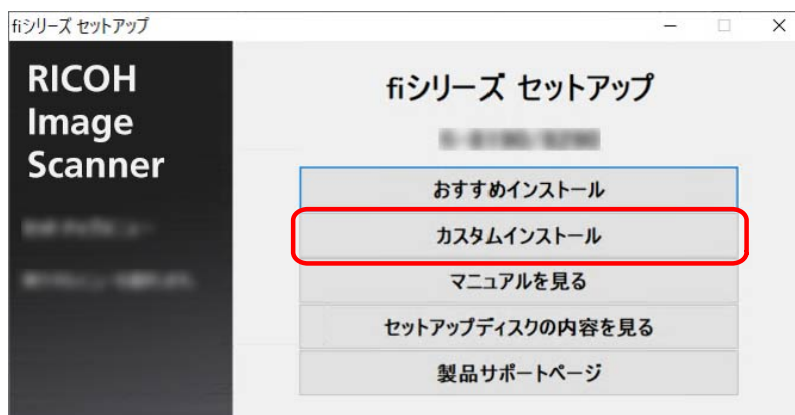 fiシリーズ セットアップ
RICOH
Image
Scanner
fiシリーズ セットアップ
おすすめインストール
カスタムインストール
マニュアルを見る
セットアップディスクの内容を見る
製品サポートページ